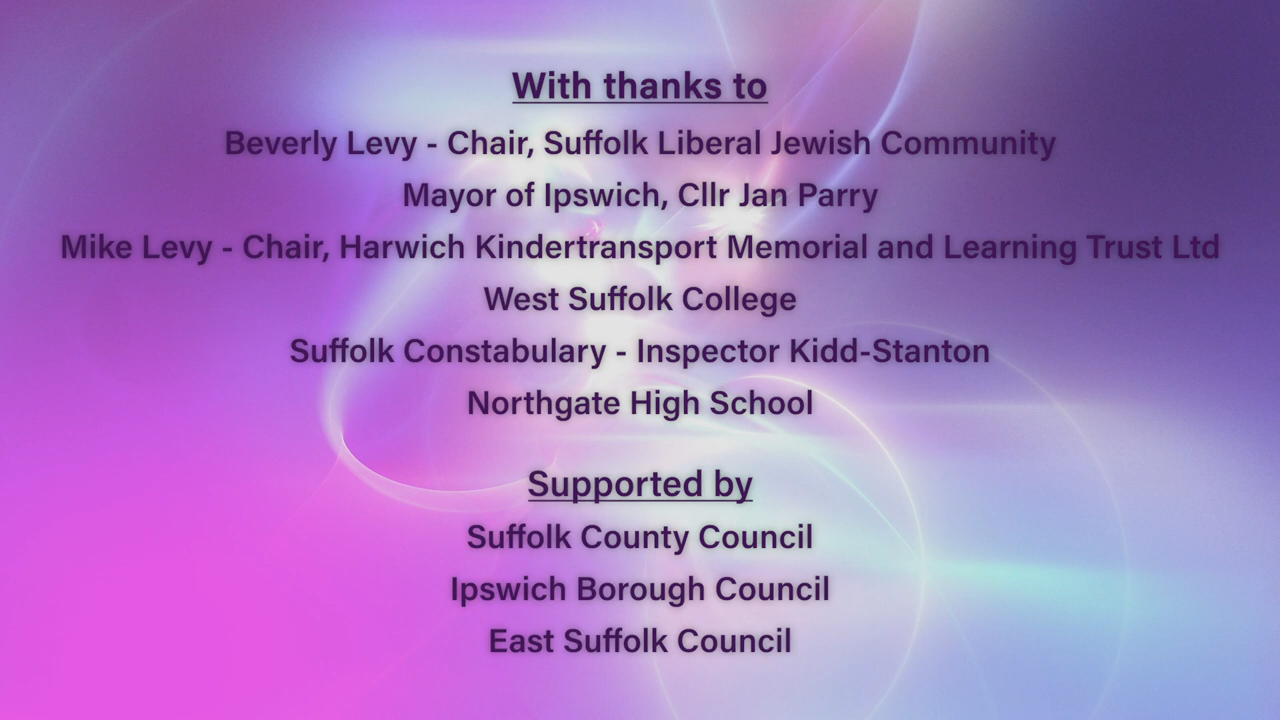 With thanks to
Beverly Levy - Chair, Suffolk Liberal Jewish Community
Mayor of Ipswich, Cllr Jan Parry
Mike Levy - Chair, Harwich Kindertransport Memorial and Learning Trust Ltd
West Suffolk College
Suffolk Constabulary - Inspector Kidd-Stanton
Northgate High School
Supported by
Suffolk County Council
Ipswich Borough Council
East Suffolk Council